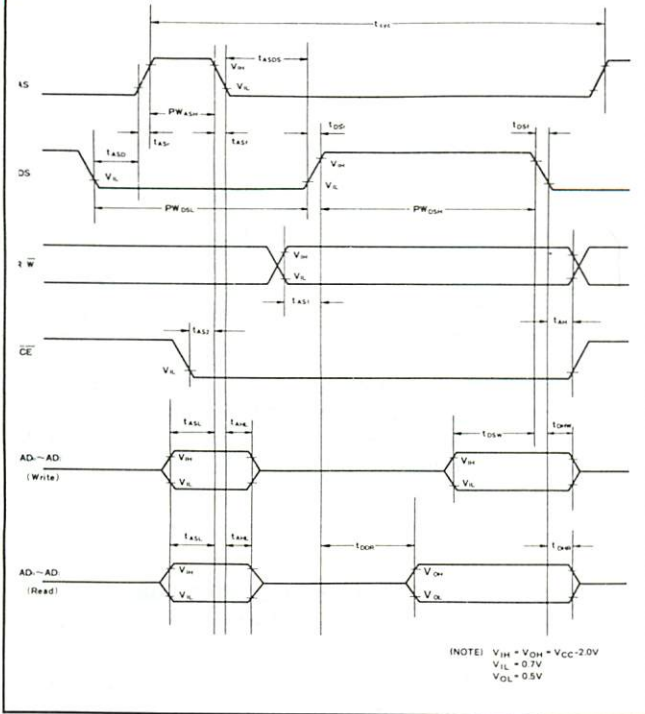 tcyc
tASDS
VIH
AS
VIL
PWASH
tDSr
tDSf
tASD
tASr
tASf
VIH
DS
VIL
VIL
PWDSL
PWDSH
VIH
R W
VIL
tAS1
tAH
tAS2
CE
VIL
tASL
tAHL
tDSW
tDHW
VIH
VIH
(Write)
VIL
VIL
tASL
tAHL
tDDR
tDHR
VIH
VOH
(Read)
VIL
VOL
(NOTE) VIH = VOH = VCC-2.0V
VIL = 0.7V
VOL = 0.5V